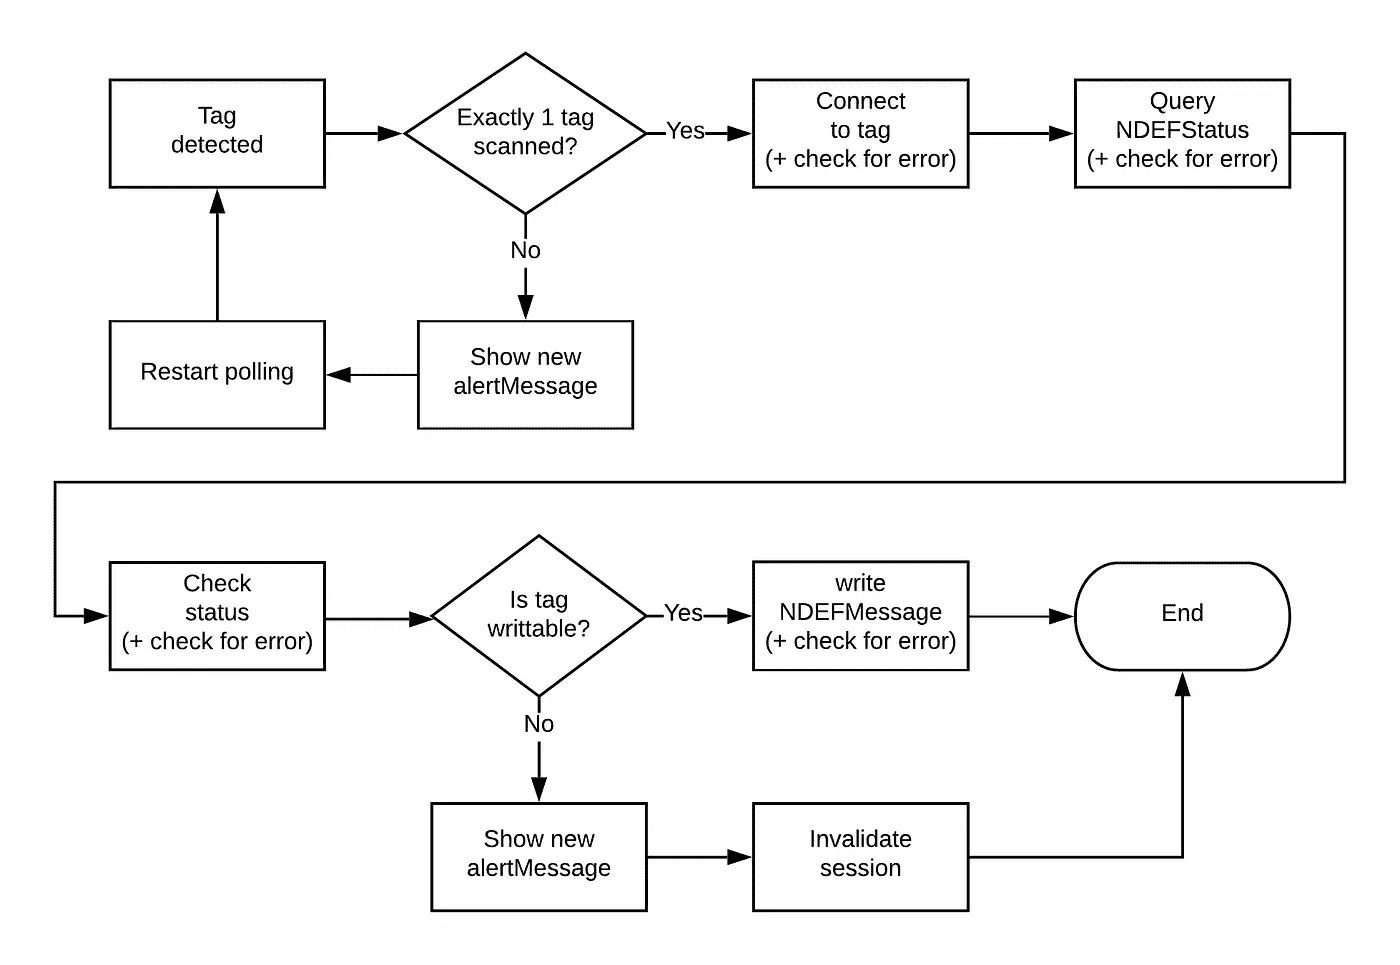 Tag
detected
Exactly 1 tag
scanned?
Yes
Connect
to tag
(+ check for error)
Query
NDEFStatus
(+ check for error)
No
Restart polling
Show new
alertMessage
Check
status
(+ check for error)
Is tag
writtable?
Yes
write
NDEFMessage
(+ check for error)
End
No
Show new
alertMessage
Invalidate
session